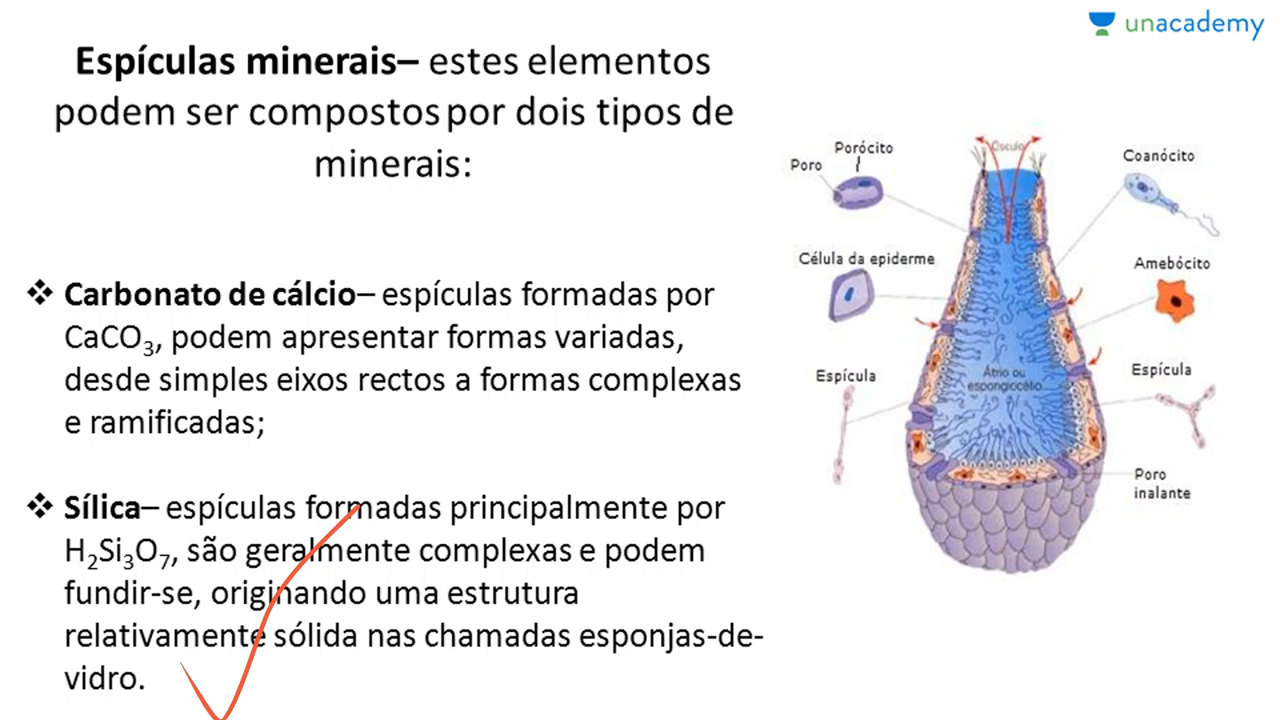 unacademy
Espículas minerais– estes elementos
podem ser compostos por dois tipos de
minerais:
❖ Carbonato de cálcio– espículas formadas por
CaCO₃, podem apresentar formas variadas,
desde simples eixos rectos a formas complexas
e ramificadas;
❖ Sílica– espículas formadas principalmente por
H₂Si₃O₇, são geralmente complexas e podem
fundir-se, originando uma estrutura
relativamente sólida nas chamadas esponjas-de-
vidro.
Ósculo
Porócito
Poro
Coanócito
Célula da epiderme
Amebócito
Espícula
Espícula
Átrio ou
espongiocélio
Poro
inalante